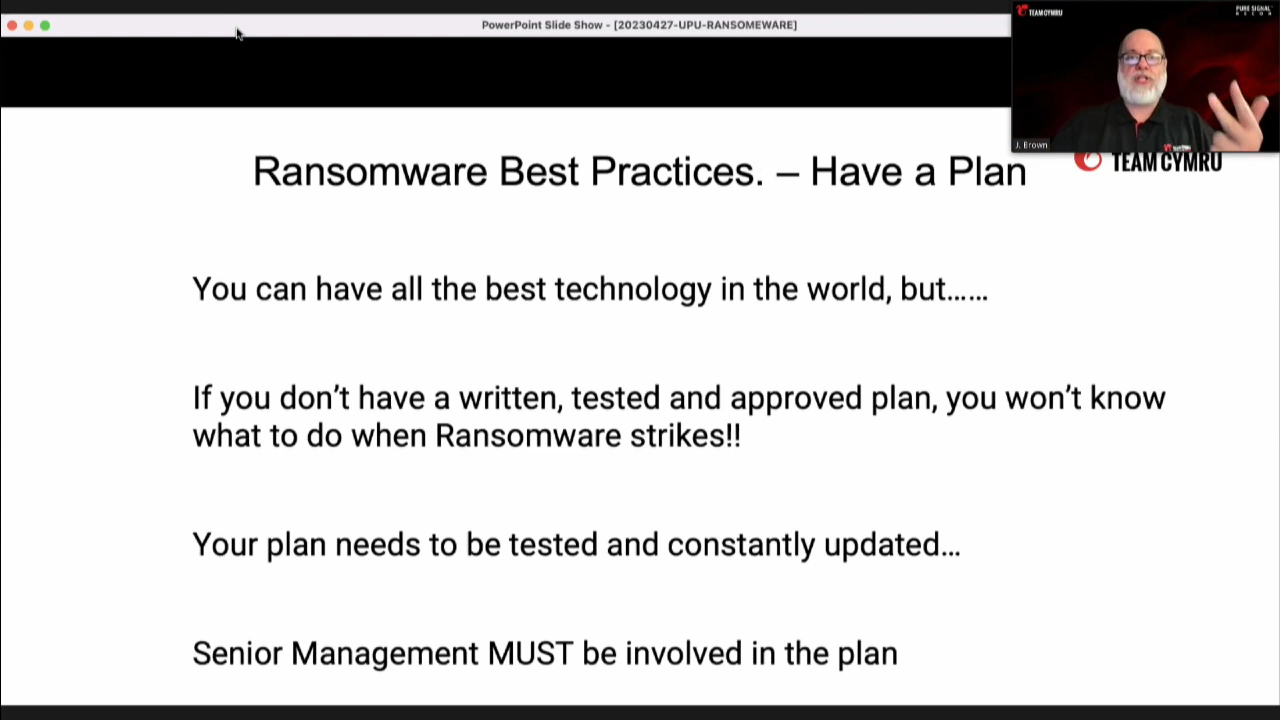 PowerPoint Slide Show - [20230427-UPU-RANSOMEWARE]
TEAM CYMRU
PURE SIGNAL
RECON
J. Brown
Ransomware Best Practices. – Have a Plan
TEAM CYMRU
You can have all the best technology in the world, but……
If you don’t have a written, tested and approved plan, you won’t know
what to do when Ransomware strikes!!
Your plan needs to be tested and constantly updated…
Senior Management MUST be involved in the plan